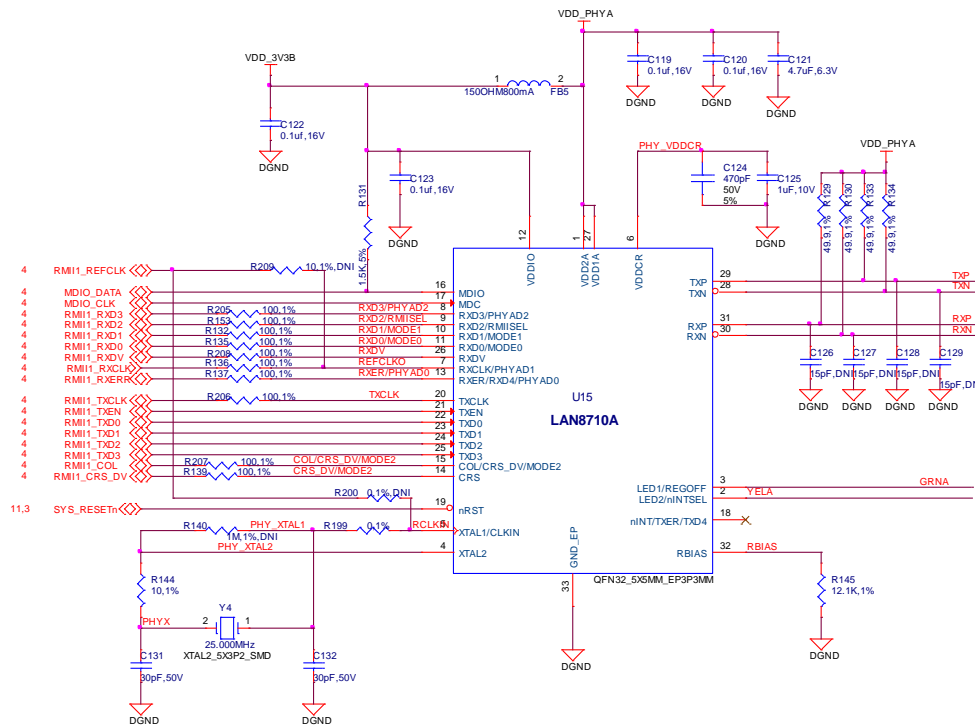 VDD_PHYA
VDD_3V3B
1 2
150OHM800mA FB5
C119
0.1uf,16V
C120
0.1uf,16V
C121
4.7uF,6.3V
DGND
DGND
DGND
C122
0.1uf,16V
DGND
C123
0.1uf,16V
DGND
R131
1.5K,5%
PHY_VDDCR
C124
470pF
50V
5%
C125
1uF,10V
DGND
VDD_PHYA
R129
49.9,1%
R130
49.9,1%
R133
49.9,1%
R134
49.9,1%
12
1
27
6
VDDIO
VDD2A
VDD1A
VDDCR
4 RMII1_REFCLK R209 10,1%,DNI
4 MDIO_DATA 16 MDIO
4 MDIO_CLK 17 MDC
4 RMII1_RXD3 R205 100,1% RXD3/PHYAD2 8 RXD3/PHYAD2
4 RMII1_RXD2 R153 100,1% RXD2/RMIISEL 9 RXD2/RMIISEL
4 RMII1_RXD1 R132 100,1% RXD1/MODE1 10 RXD1/MODE1
4 RMII1_RXD0 R135 100,1% RXD0/MODE0 11 RXD0/MODE0
4 RMII1_RXDV R208 100,1% RXDV 26 RXDV
4 RMII1_RXCLK R136 100,1% REFCLKO 7 RXCLK/PHYAD1
4 RMII1_RXERR R137 100,1% RXER/PHYAD0 13 RXER/RXD4/PHYAD0
4 RMII1_TXCLK R206 100,1% TXCLK 20 TXCLK
4 RMII1_TXEN 21 TXEN
4 RMII1_TXD0 22 TXD0
4 RMII1_TXD1 23 TXD1
4 RMII1_TXD2 24 TXD2
4 RMII1_TXD3 25 TXD3
4 RMII1_COL R207 100,1% COL/CRS_DV/MODE2 15 COL/CRS_DV/MODE2
4 RMII1_CRS_DV R139 100,1% CRS_DV/MODE2 14 CRS
R200 0,1%,DNI
11,3 SYS_RESETn 19 nRST
R140 1M,1%,DNI PHY_XTAL1 R199 0,1% RCLKIN 5 XTAL1/CLKIN
PHY_XTAL2 4 XTAL2
U15
LAN8710A
TXP 29 TXP
TXN 28 TXN
RXP 31 RXP
RXN 30 RXN
C126
15pF,DNI
C127
15pF,DNI
C128
15pF,DNI
C129
15pF,DNI
DGND
DGND
DGND
DGND
LED1/REGOFF 3 GRNA
LED2/nINTSEL 2 YELA
nINT/TXER/TXD4 18
RBIAS 32 RBIAS
GND_EP
33
QFN32_5X5MM_EP3P3MM
R144
10,1%
PHYX
Y4
2 1
25.000MHz
XTAL2_5X3P2_SMD
C131
30pF,50V
C132
30pF,50V
DGND
DGND
DGND
R145
12.1K,1%
DGND